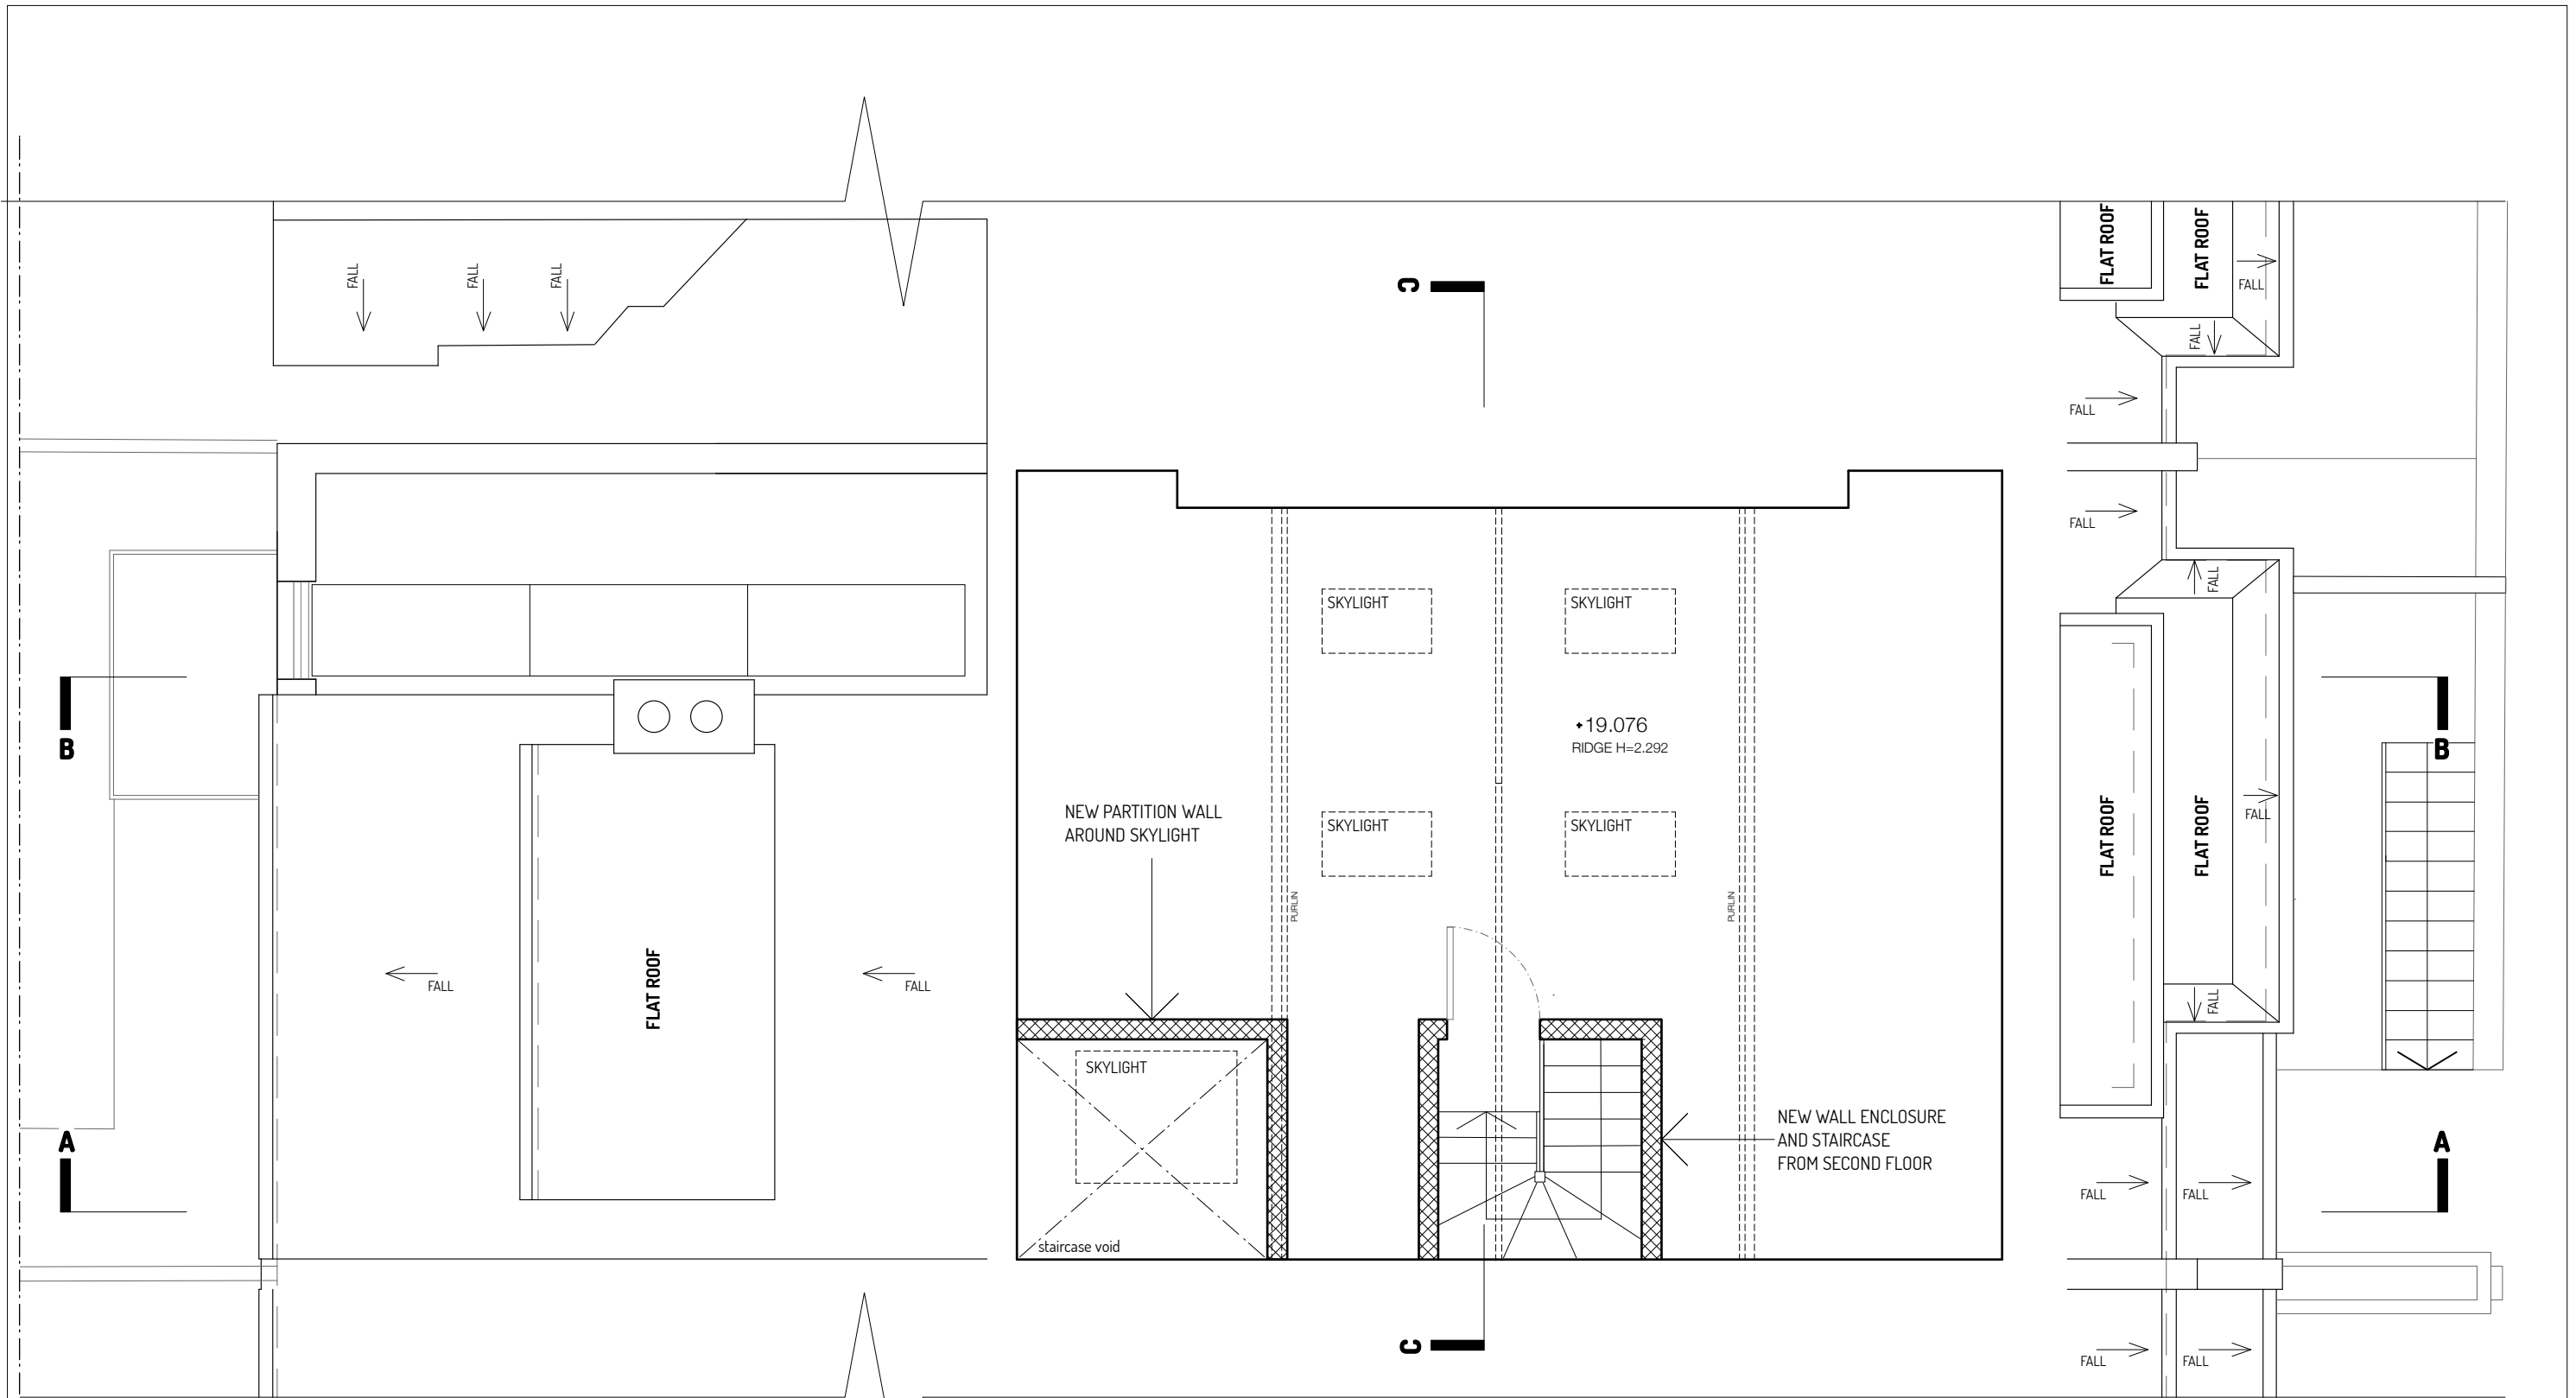 FLAT ROOF
FLAT ROOF
FALL
FALL
FALL
FALL
FALL
FALL
C
FALL
FALL
FALL
SKYLIGHT
SKYLIGHT
+19.076
RIDGE H=2.292
B
B
NEW PARTITION WALL
AROUND SKYLIGHT
SKYLIGHT
SKYLIGHT
FALL
FLAT ROOF
FLAT ROOF
PURLIN
PURLIN
FLAT ROOF
FALL
FALL
FALL
SKYLIGHT
NEW WALL ENCLOSURE
AND STAIRCASE
FROM SECOND FLOOR
A
A
FALL
FALL
staircase void
C
FALL
FALL